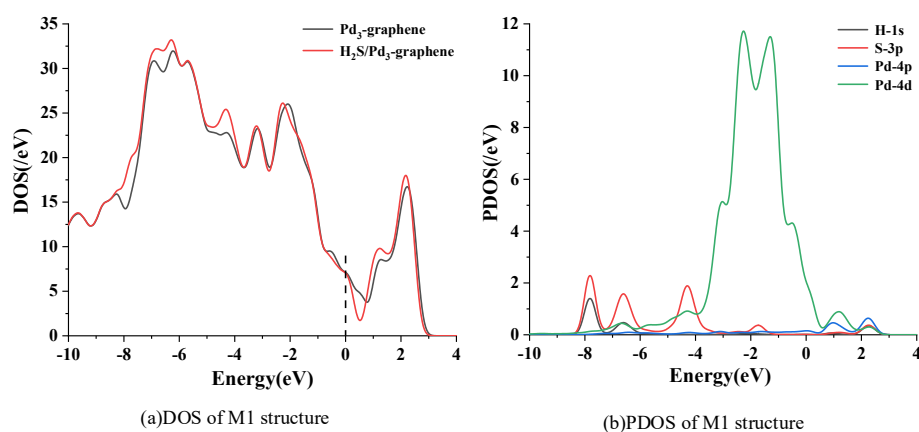 35
30
25
20
15
10
5
0
DOS(/eV)
Pd₃-graphene
H₂S/Pd₃-graphene
-10 -8 -6 -4 -2 0 2 4
Energy(eV)
(a)DOS of M1 structure
12
10
8
6
4
2
0
PDOS(/eV)
H-1s
S-3p
Pd-4p
Pd-4d
-10 -8 -6 -4 -2 0 2 4
Energy(eV)
(b)PDOS of M1 structure